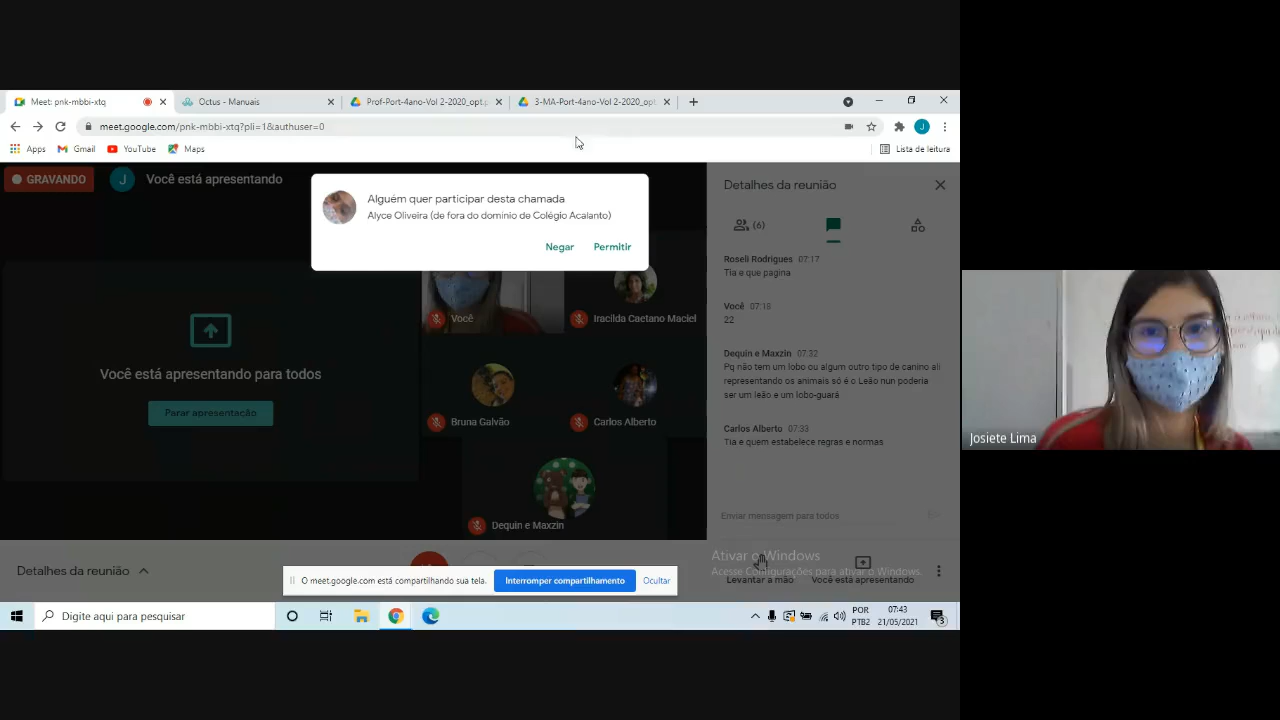 Meet: pnk-mbbi-xtq
Octus - Manuais
Prof-Port-4ano-Vol 2-2020_opt.p
3-MA-Port-4ano-Vol 2-2020_opt.
meet.google.com/pnk-mbbi-xtq?pli=1&authuser=0
J
Apps
Gmail
YouTube
Maps
Lista de leitura
GRAVANDO
J
Você está apresentando
Alguém quer participar desta chamada
Alyce Oliveira (de fora do domínio de Colégio Acalanto)
Negar
Permitir
Você está apresentando para todos
Parar apresentação
Você
Iracilda Caetano Maciel
Bruna Galvão
Carlos Alberto
Dequin e Maxzin
Detalhes da reunião
(6)
Roseli Rodrigues 07:17
Tia e que pagina
Você 07:18
22
Dequin e Maxzin 07:32
Pq não tem um lobo ou algum outro tipo de canino ali
representando os animais só é o Leão nún poderia
ser um leão e um lobo-guará
Carlos Alberto 07:33
Tia e quem estabelece regras e normas
Enviar mensagem para todos
Ativar o Windows
Acesse Configurações para ativar o Windows.
Levantar a mão
Você está apresentando
Detalhes da reunião
O meet.google.com está compartilhando sua tela.
Interromper compartilhamento
Ocultar
Digite aqui para pesquisar
POR
PTB2
07:43
21/05/2021
3
Josiete Lima